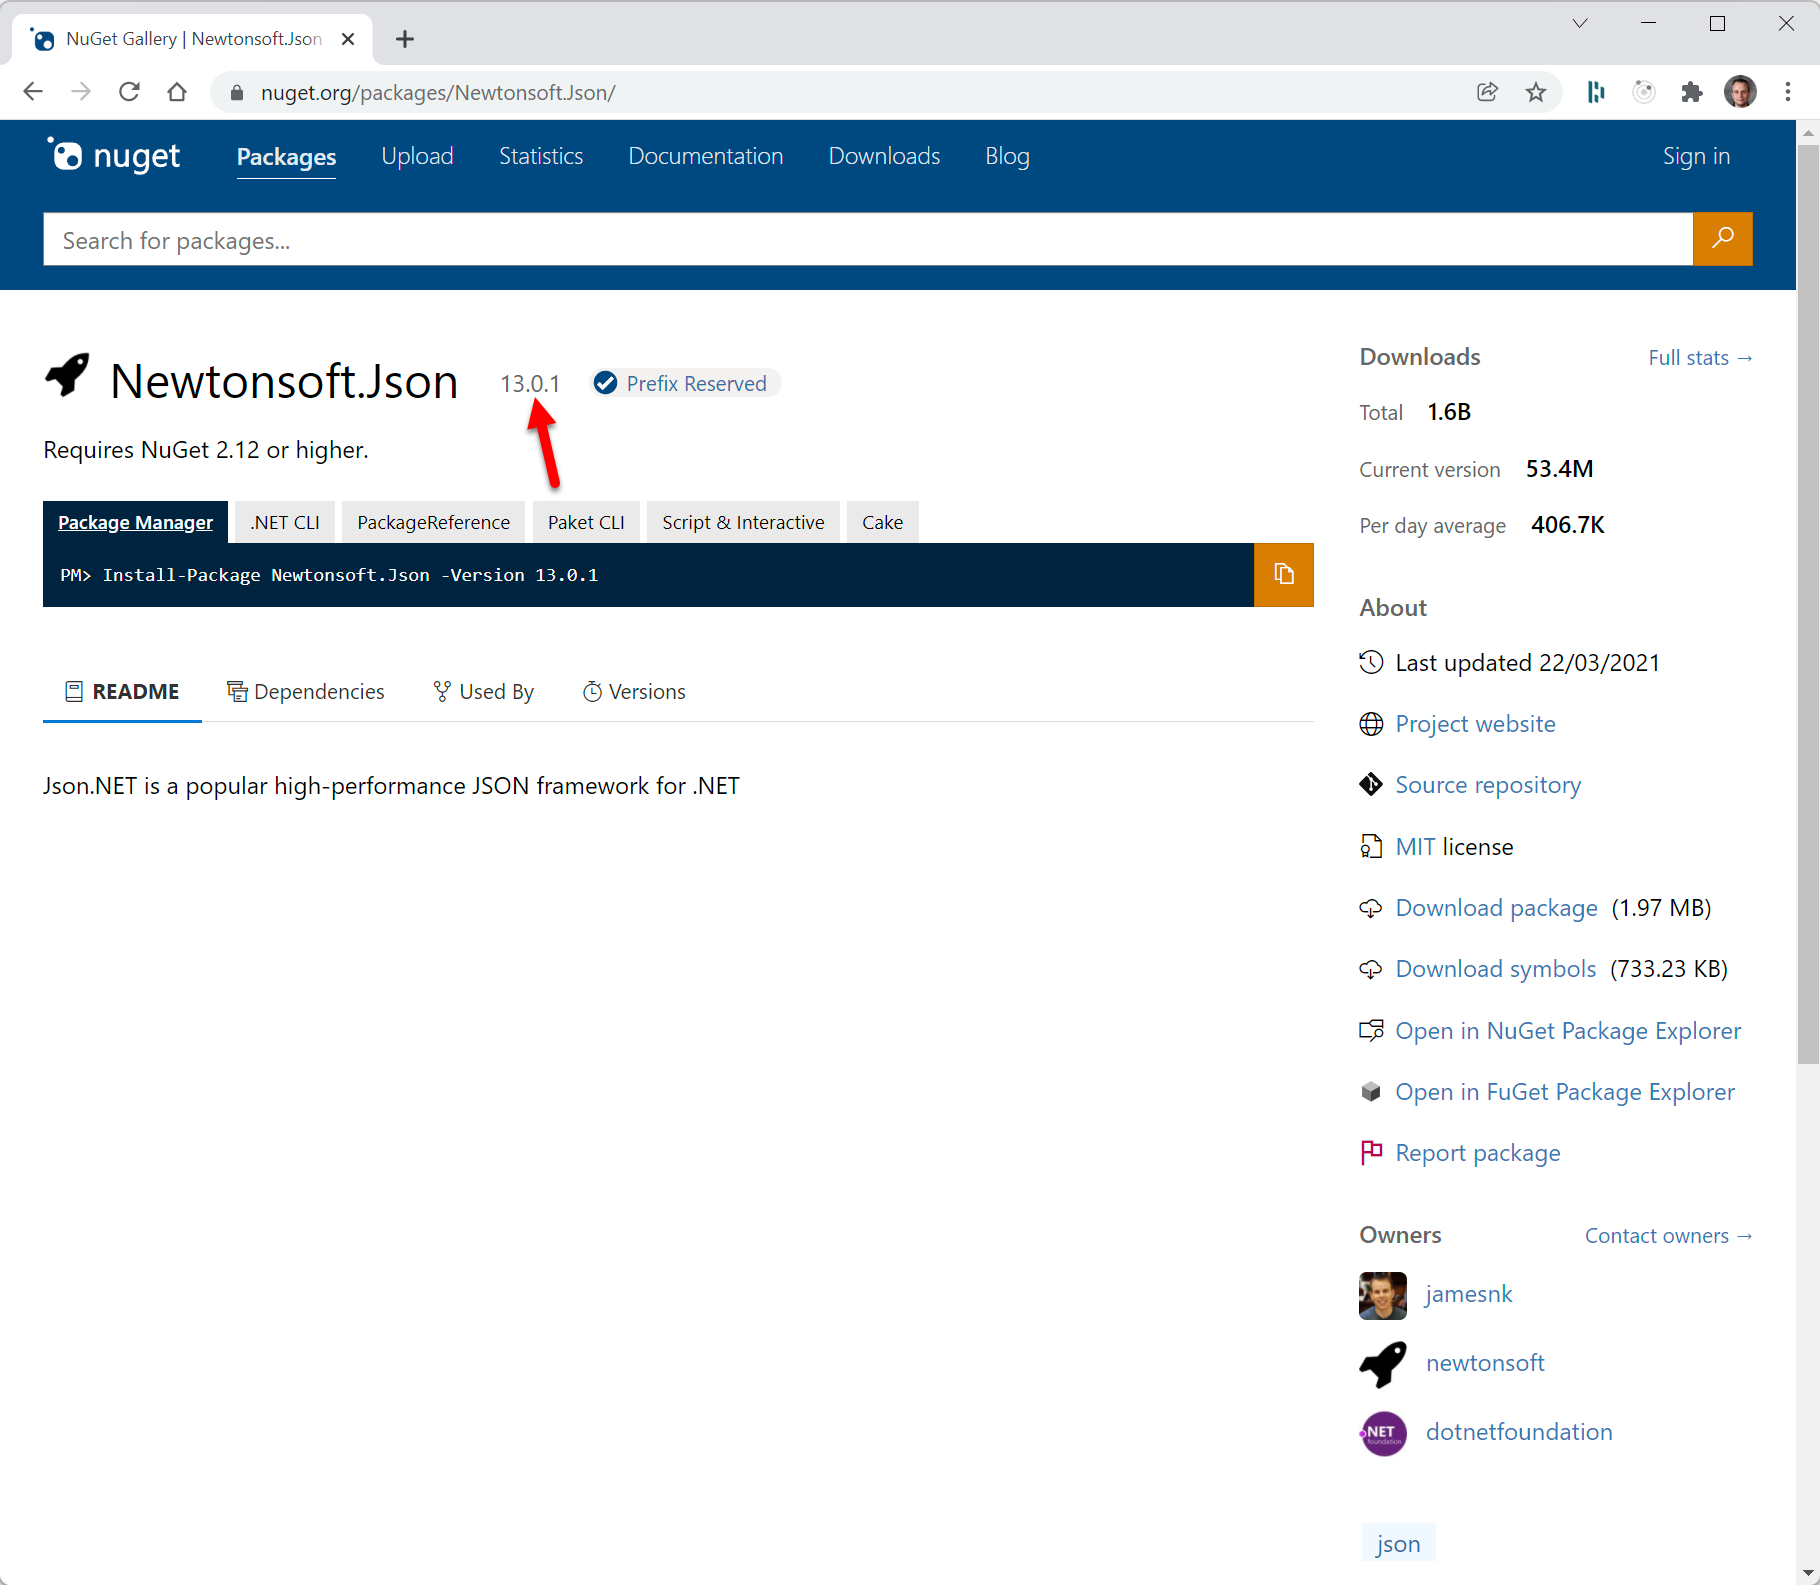 NuGet Gallery | Newtonsoft.Json
nuget.org/packages/Newtonsoft.Json/
nuget Packages Upload Statistics Documentation Downloads Blog Sign in
Search for packages...
Newtonsoft.Json 13.0.1 Prefix Reserved
Requires NuGet 2.12 or higher.
Package Manager .NET CLI PackageReference Paket CLI Script & Interactive Cake
PM> Install-Package Newtonsoft.Json -Version 13.0.1
README Dependencies Used By Versions
Json.NET is a popular high-performance JSON framework for .NET
Downloads Full stats →
Total 1.6B
Current version 53.4M
Per day average 406.7K
About
Last updated 22/03/2021
Project website
Source repository
MIT license
Download package (1.97 MB)
Download symbols (733.23 KB)
Open in NuGet Package Explorer
Open in FuGet Package Explorer
Report package
Owners Contact owners →
jamesnk
newtonsoft
.NET
foundation
dotnetfoundation
json